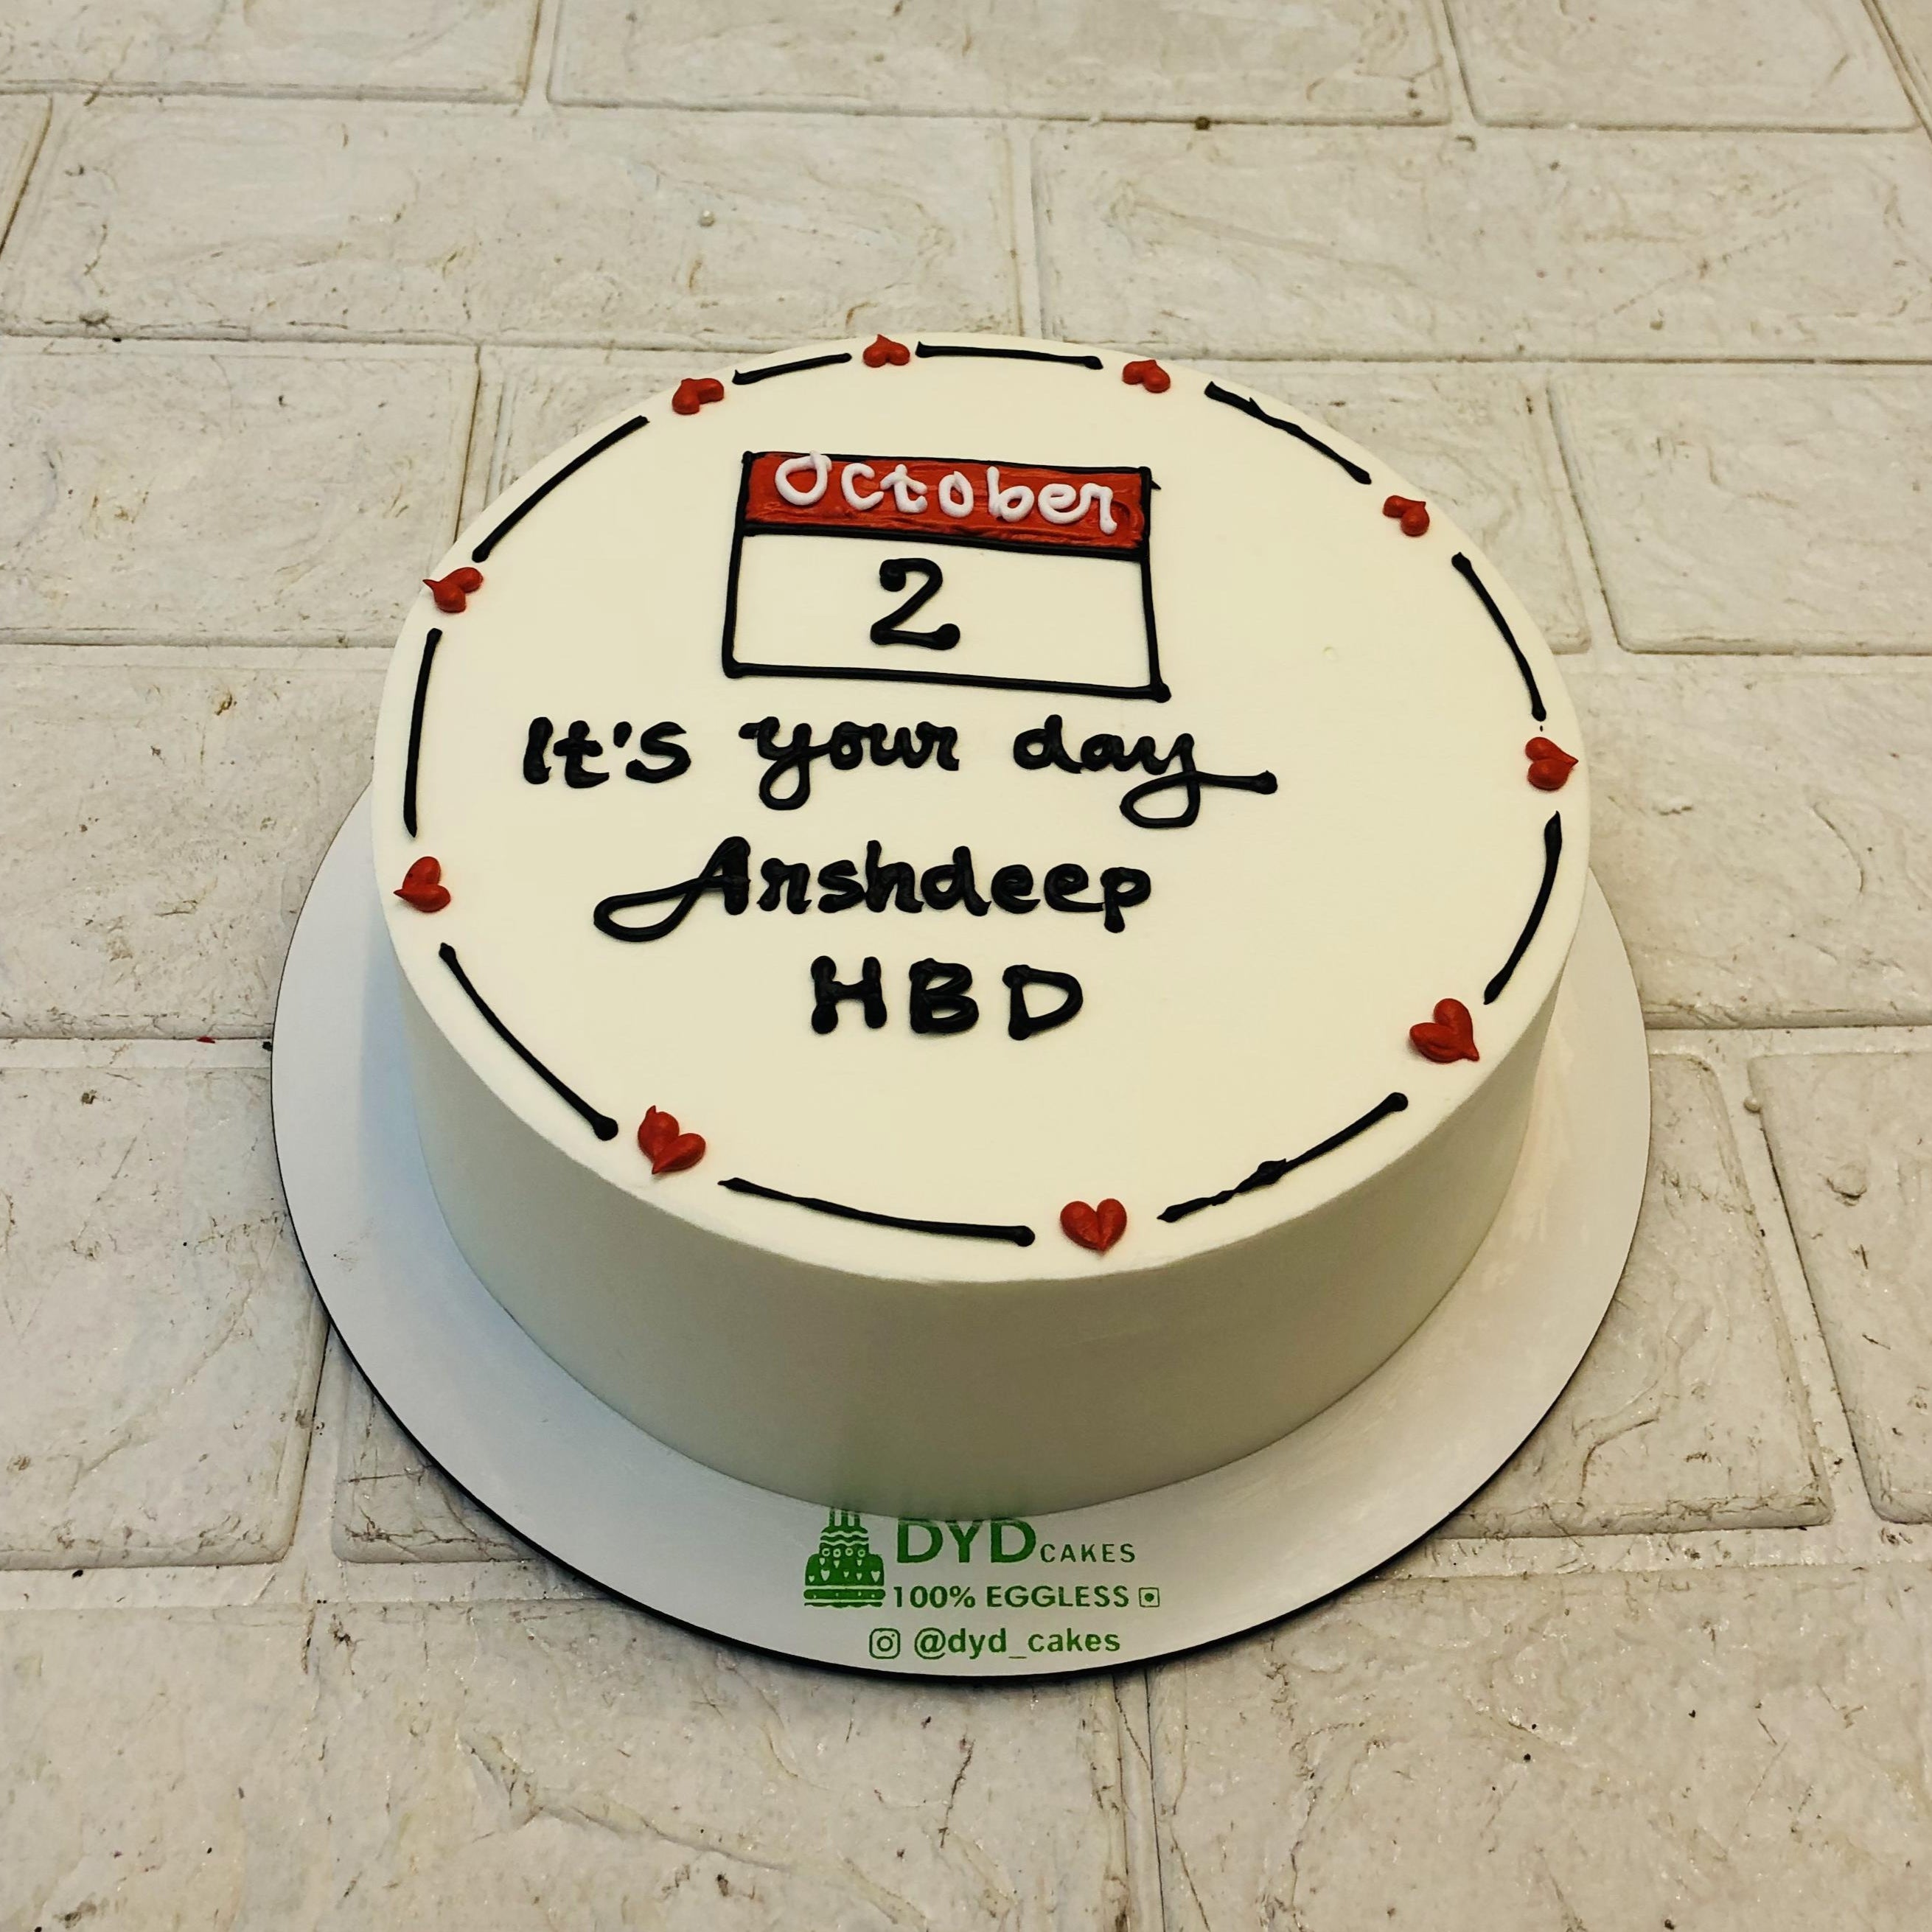 October
2
It's your day
Arshdeep
HBD
DYD CAKES
100% EGGLESS
@dyd_cakes